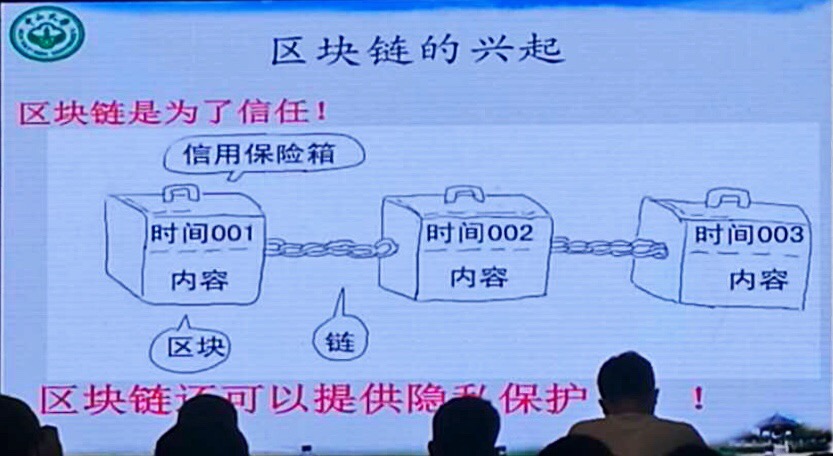 区块链的兴起
区块链是为了信任!
信用保险箱
时间001
内容
时间002
内容
时间003
内容
区块
链
区块链还可以提供隐私保护 !